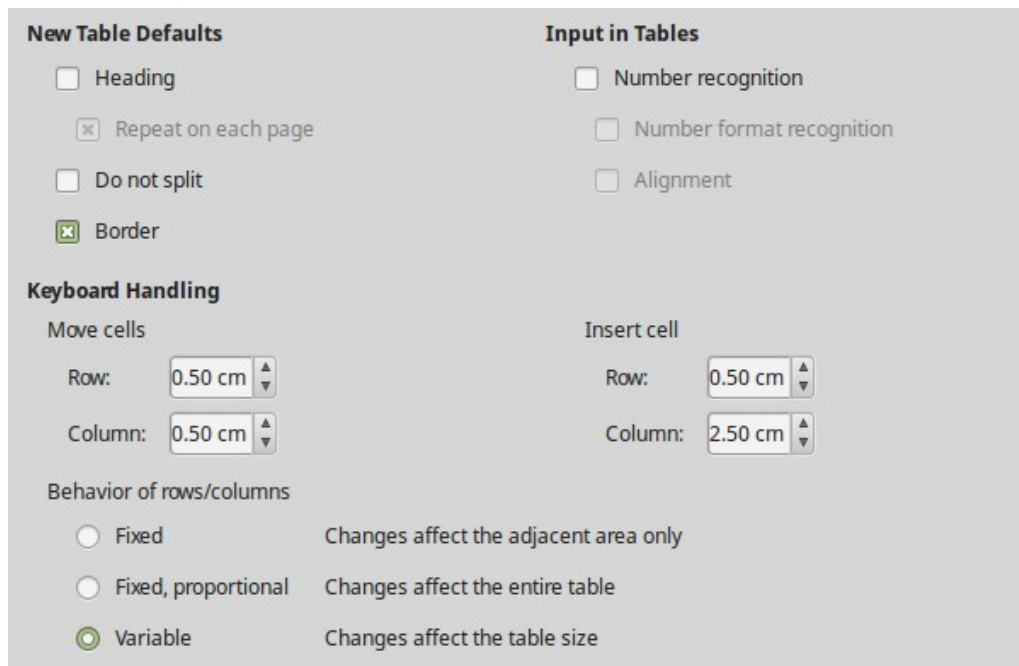 New Table Defaults
Heading
Repeat on each page
Do not split
Border
Input in Tables
Number recognition
Number format recognition
Alignment
Keyboard Handling
Move cells
Row: 0.50 cm
Column: 0.50 cm
Insert cell
Row: 0.50 cm
Column: 2.50 cm
Behavior of rows/columns
Fixed Changes affect the adjacent area only
Fixed, proportional Changes affect the entire table
Variable Changes affect the table size